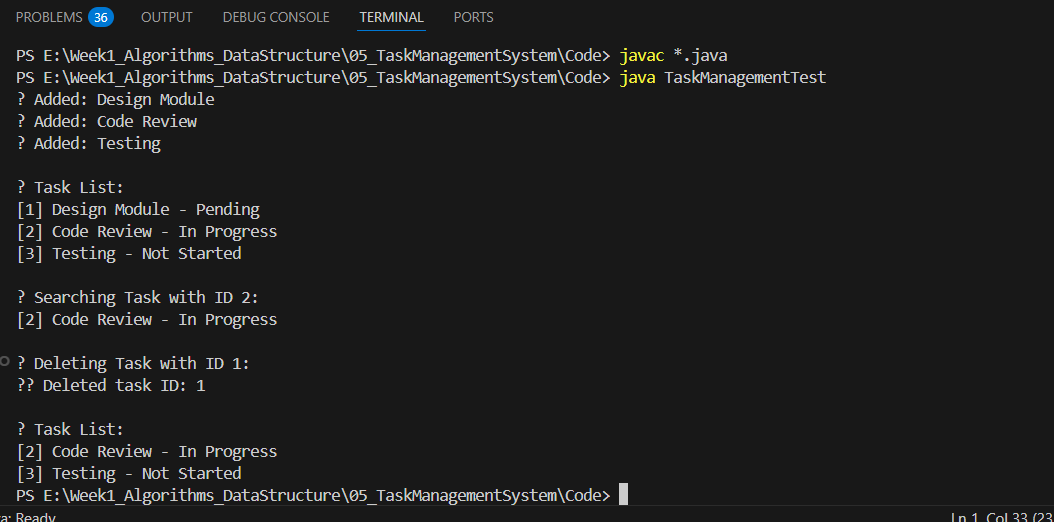 PROBLEMS 36 OUTPUT DEBUG CONSOLE TERMINAL PORTS
PS E:\Week1_Algorithms_DataStructure\05_TaskManagementSystem\Code> javac *.java
PS E:\Week1_Algorithms_DataStructure\05_TaskManagementSystem\Code> java TaskManagementTest
? Added: Design Module
? Added: Code Review
? Added: Testing
? Task List:
[1] Design Module - Pending
[2] Code Review - In Progress
[3] Testing - Not Started
? Searching Task with ID 2:
[2] Code Review - In Progress
? Deleting Task with ID 1:
?? Deleted task ID: 1
? Task List:
[2] Code Review - In Progress
[3] Testing - Not Started
PS E:\Week1_Algorithms_DataStructure\05_TaskManagementSystem\Code>
a: Ready Ln 1, Col 33 (23